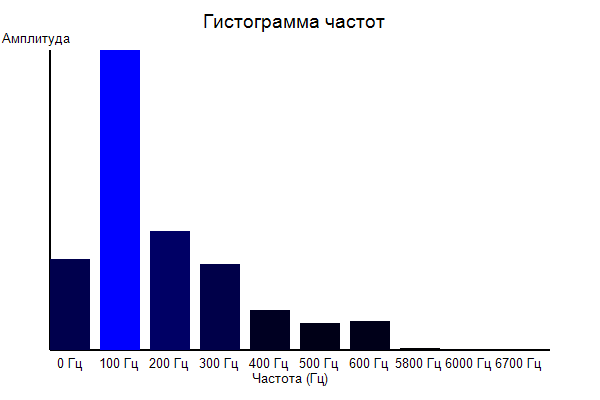 Гистограмма частот
Амплитуда
0 Гц 100 Гц 200 Гц 300 Гц 400 Гц 500 Гц 600 Гц 5800 Гц 6000 Гц 6700 Гц
Частота (Гц)